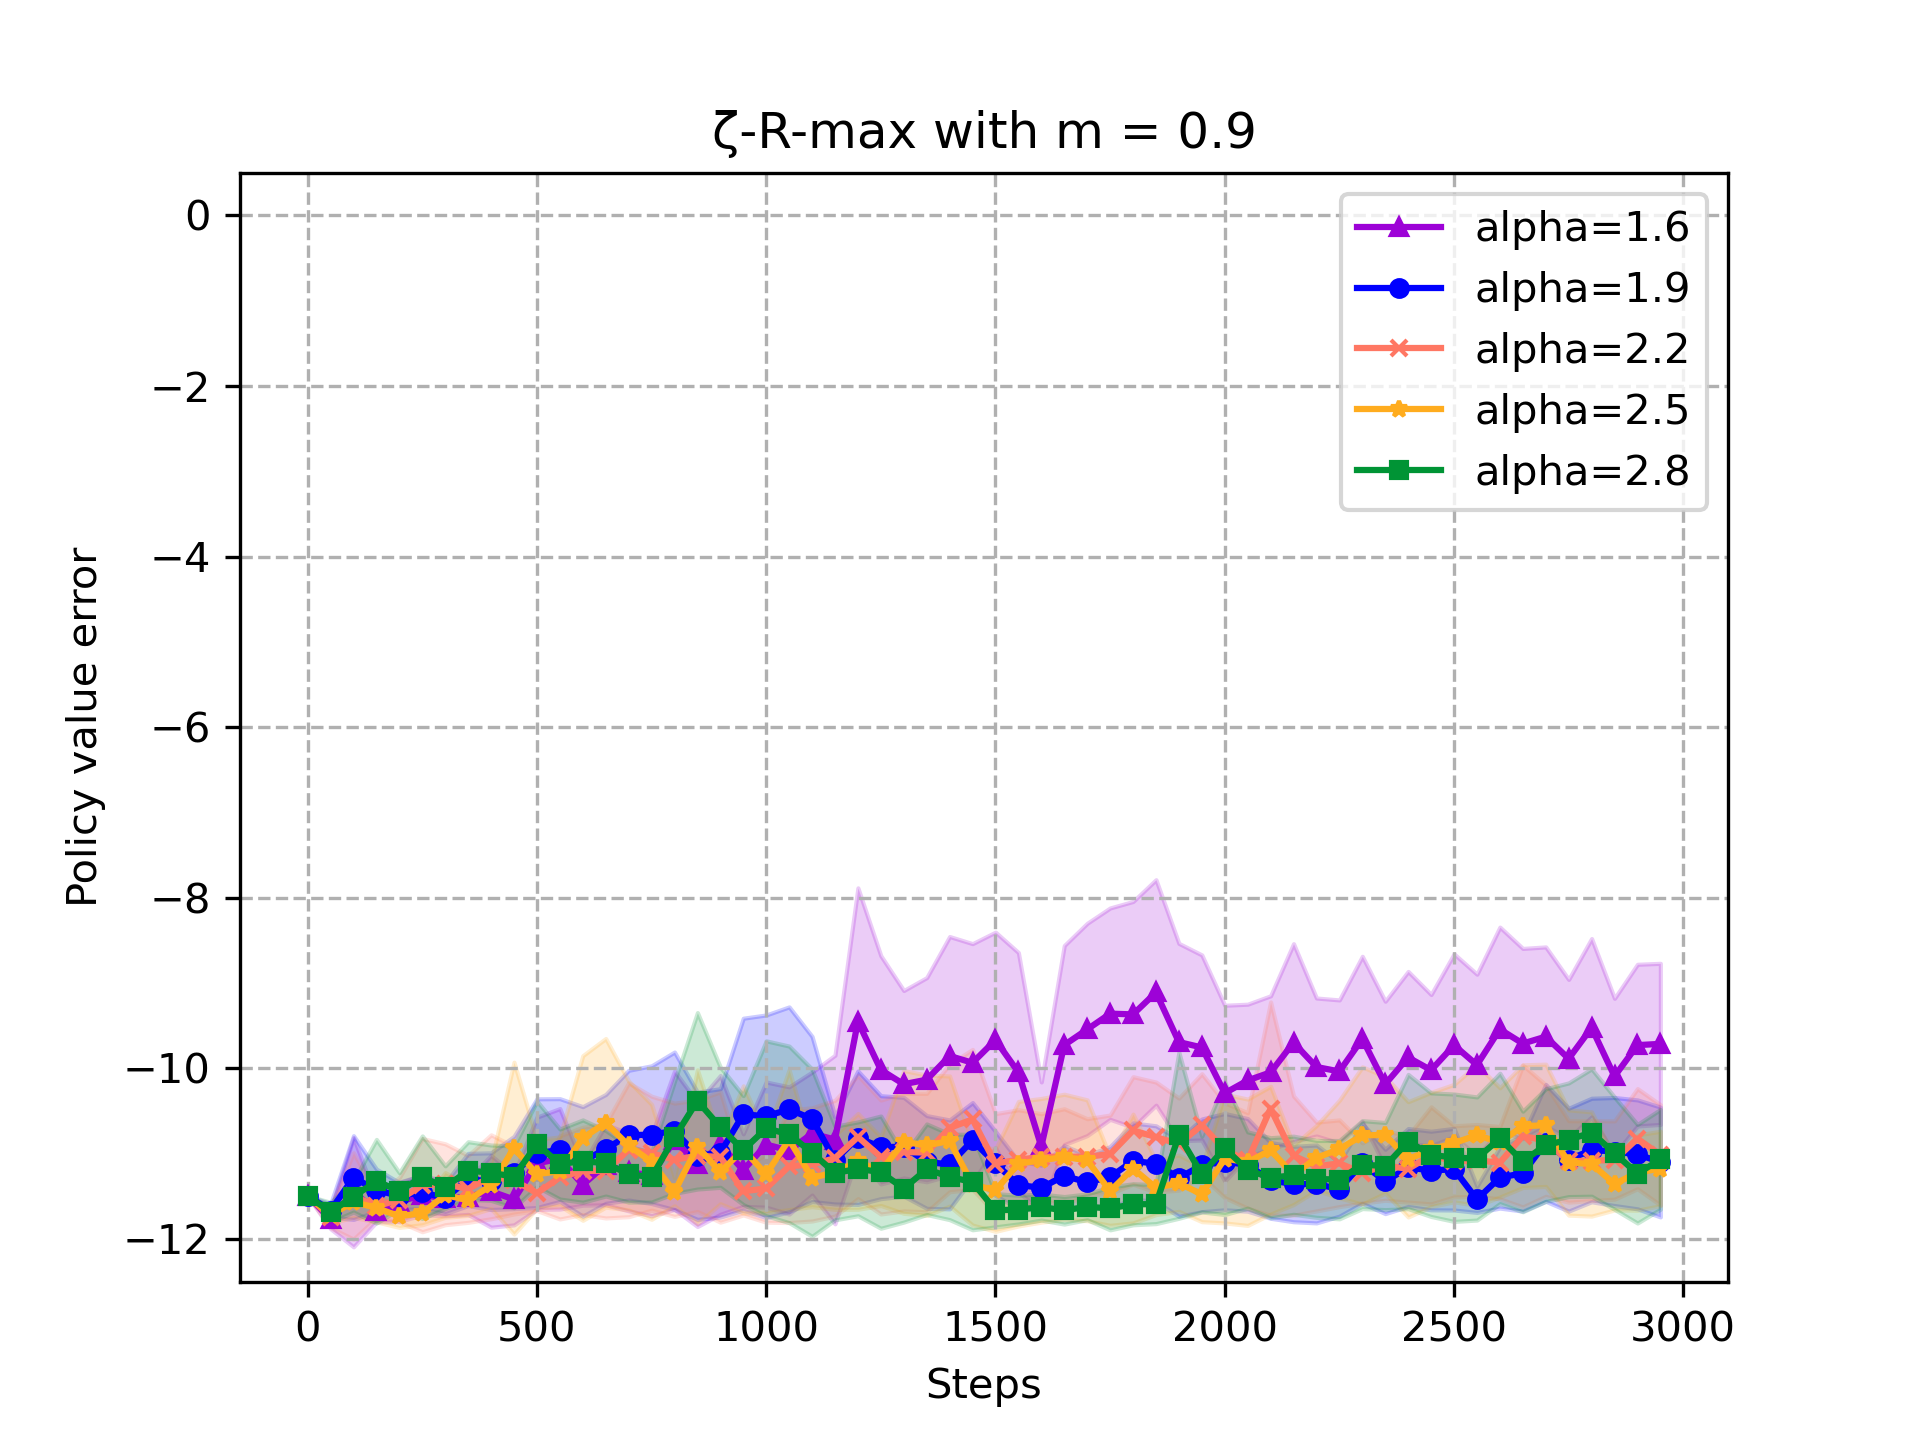 ζ-R-max with m = 0.9
0
−2
−4
−6
−8
−10
−12
Policy value error
alpha=1.6
alpha=1.9
alpha=2.2
alpha=2.5
alpha=2.8
0 500 1000 1500 2000 2500 3000
Steps